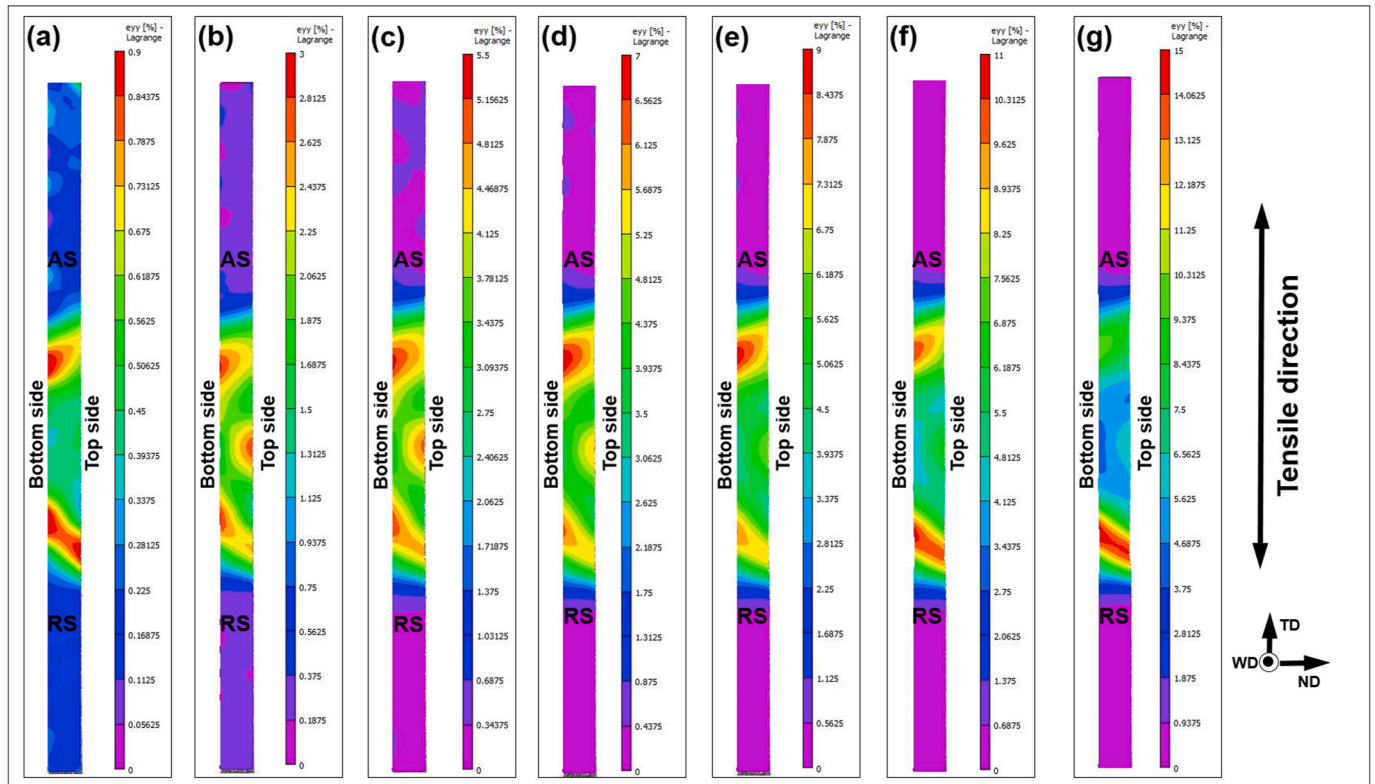 (a)
eyy [%] -
Lagrange
0.9
0.84375
0.7875
0.73125
0.675
0.61875
0.5625
0.50625
0.45
0.39375
0.3375
0.28125
0.225
0.16875
0.1125
0.05625
0
AS
RS
Bottom side
Top side
(b)
eyy [%] -
Lagrange
3
2.8125
2.625
2.4375
2.25
2.0625
1.875
1.6875
1.5
1.3125
1.125
0.9375
0.75
0.5625
0.375
0.1875
0
AS
RS
Bottom side
Top side
(c)
eyy [%] -
Lagrange
5.5
5.15625
4.8125
4.46875
4.125
3.78125
3.4375
3.09375
2.75
2.40625
2.0625
1.71875
1.375
1.03125
0.6875
0.34375
0
AS
RS
Bottom side
Top side
(d)
eyy [%] -
Lagrange
7
6.5625
6.125
5.6875
5.25
4.8125
4.375
3.9375
3.5
3.0625
2.625
2.1875
1.75
1.3125
0.875
0.4375
0
AS
RS
Bottom side
Top side
(e)
eyy [%] -
Lagrange
9
8.4375
7.875
7.3125
6.75
6.1875
5.625
5.0625
4.5
3.9375
3.375
2.8125
2.25
1.6875
1.125
0.5625
0
AS
RS
Bottom side
Top side
(f)
eyy [%] -
Lagrange
11
10.3125
9.625
8.9375
8.25
7.5625
6.875
6.1875
5.5
4.8125
4.125
3.4375
2.75
2.0625
1.375
0.6875
0
AS
RS
Bottom side
Top side
(g)
eyy [%] -
Lagrange
15
14.0625
13.125
12.1875
11.25
10.3125
9.375
8.4375
7.5
6.5625
5.625
4.6875
3.75
2.8125
1.875
0.9375
0
AS
RS
Bottom side
Top side
Tensile direction
TD
WD
ND